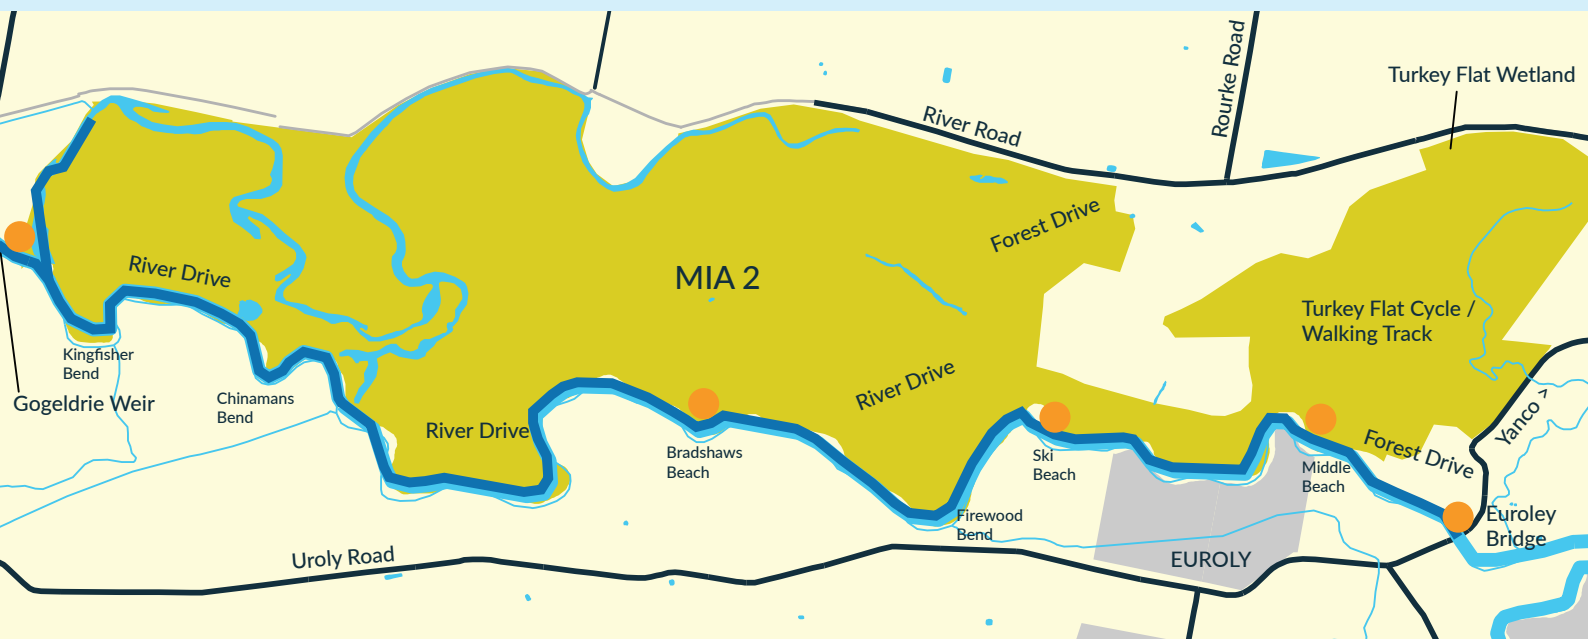 Turkey Flat Wetland
Rourke Road
River Road
Forest Drive
River Drive
MIA 2
Turkey Flat Cycle /
Walking Track
Kingfisher
Bend
Gogeldrie Weir
Chinamans
Bend
River Drive
River Drive
Bradshaws
Beach
Ski
Beach
Yanco >
Forest Drive
Middle
Beach
Firewood
Bend
Euroley
Bridge
Uroly Road
EUROLY